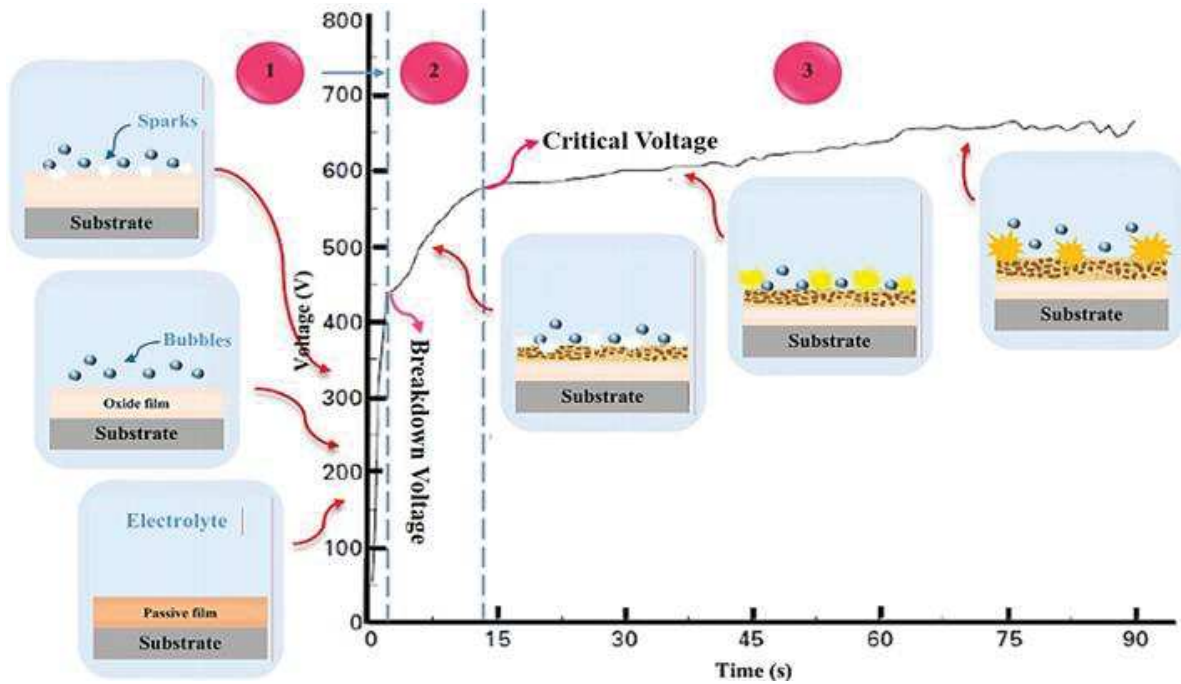 800
1
2
3
700
Sparks
Critical Voltage
600
Substrate
500
Substrate
Substrate
Voltage (V)
400
Bubbles
Breakdown Voltage
Substrate
300
Oxide film
Substrate
200
Electrolyte
100
Passive film
Substrate
0
0
15
30
45
60
75
90
Time (s)